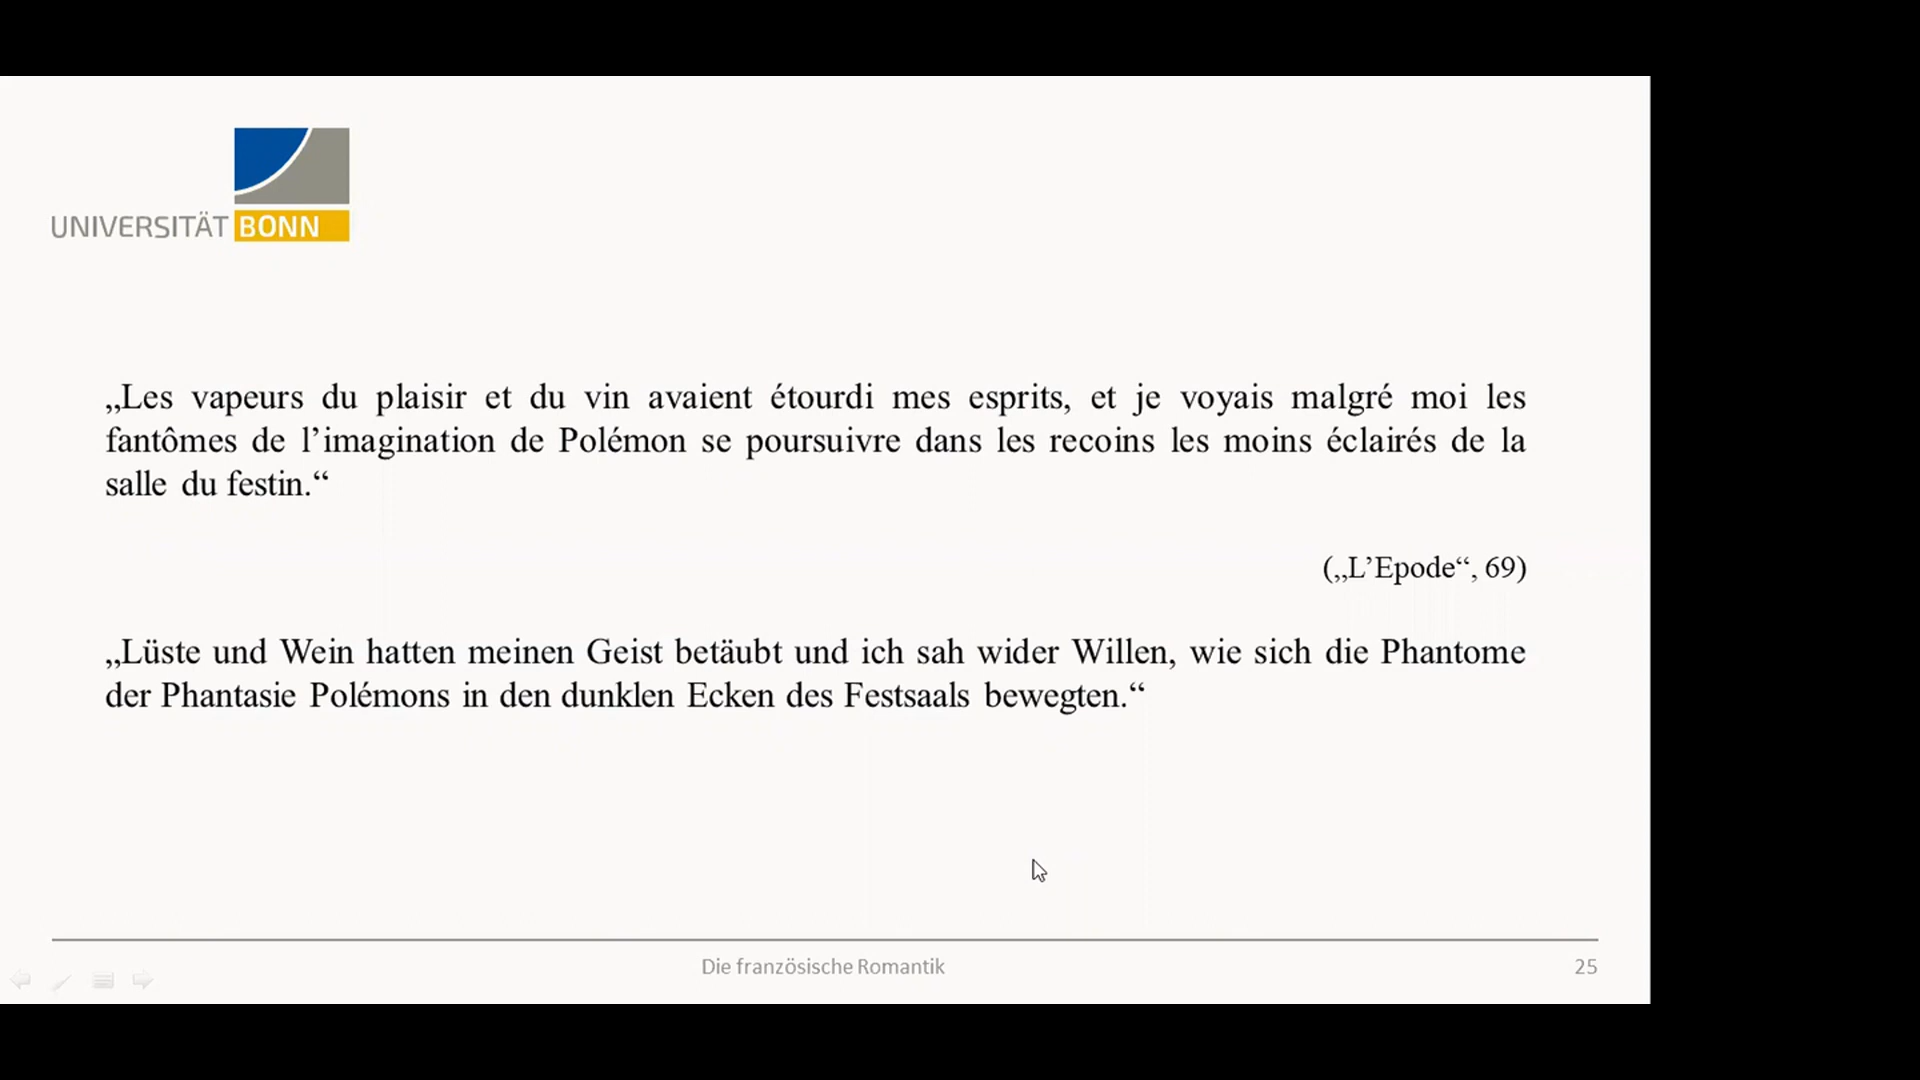 UNIVERSITÄT BONN
„Les vapeurs du plaisir et du vin avaient étourdi mes esprits, et je voyais malgré moi les
fantômes de l’imagination de Polémon se poursuivre dans les recoins les moins éclairés de la
salle du festin.“
(„L’Epode“, 69)
„Lüste und Wein hatten meinen Geist betäubt und ich sah wider Willen, wie sich die Phantome
der Phantasie Polémons in den dunklen Ecken des Festsaals bewegten.“
Die französische Romantik
25